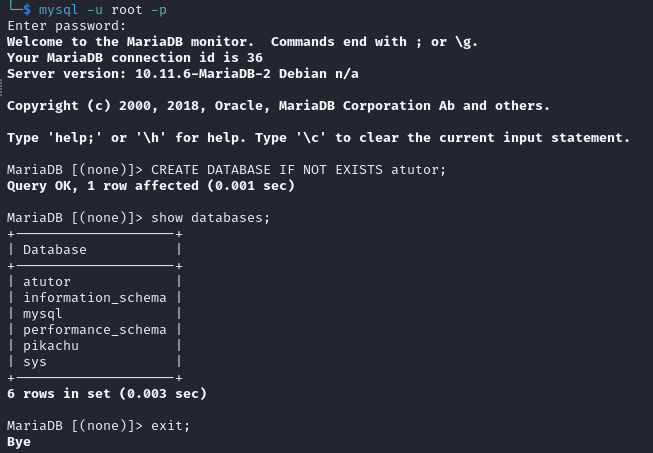 └─$ mysql -u root -p
Enter password:
Welcome to the MariaDB monitor.  Commands end with ; or \g.
Your MariaDB connection id is 36
Server version: 10.11.6-MariaDB-2 Debian n/a
Copyright (c) 2000, 2018, Oracle, MariaDB Corporation Ab and others.
Type 'help;' or '\h' for help. Type '\c' to clear the current input statement.
MariaDB [(none)]> CREATE DATABASE IF NOT EXISTS atutor;
Query OK, 1 row affected (0.001 sec)
MariaDB [(none)]> show databases;
+--------------------+
| Database           |
+--------------------+
| atutor             |
| information_schema |
| mysql              |
| performance_schema |
| pikachu            |
| sys                |
+--------------------+
6 rows in set (0.003 sec)
MariaDB [(none)]> exit;
Bye